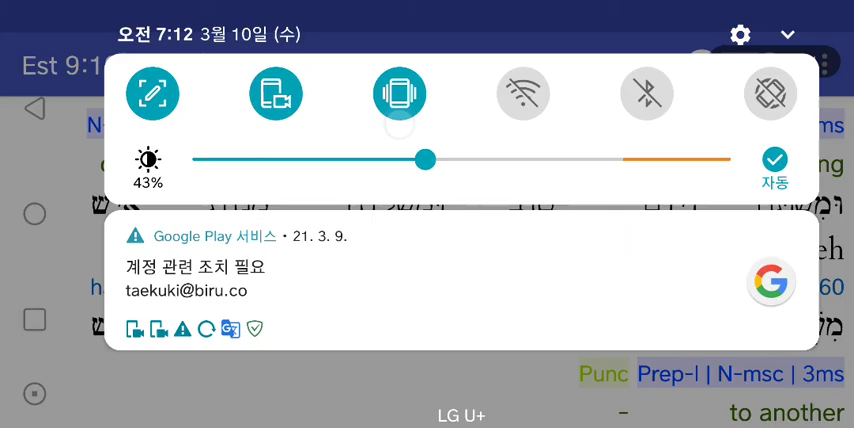 오전 7:12 3월 10일 (수)
Est 9:1
43%
자동
Google Play 서비스 • 21. 3. 9.
계정 관련 조치 필요
taekuki@biru.co
Punc Prep-l | N-msc | 3ms
- to another
LG U+